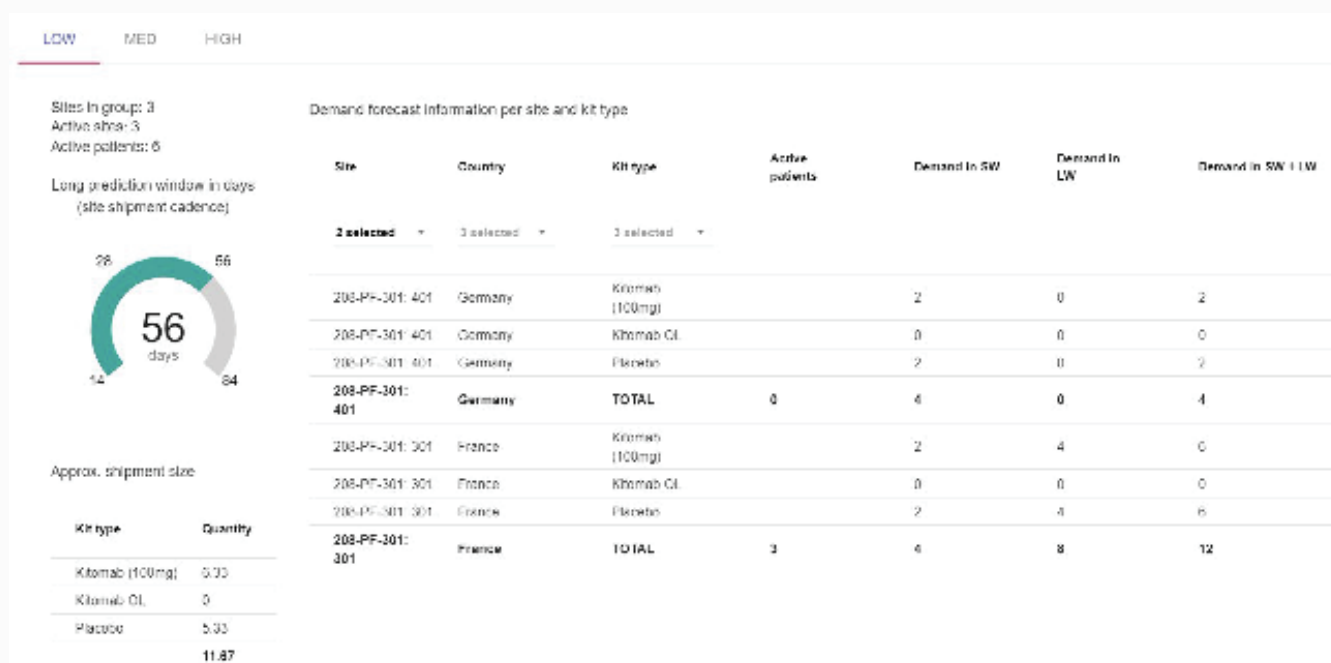 LOW MED HIGH
Sites in group: 3
Active sites: 3
Active patients: 6
Long prediction window in days
(site shipment cadence)
28 56
56
days
14 84
Approx. shipment size
Kit type Quantity
Kitomab (100mg) 6.33
Kitomab OL 0
Placebo 5.33
11.67
Demand forecast information per site and kit type
Site Country Kit type Active patients Demand in SW Demand in LW Demand in SW + LW
2 selected 3 selected 3 selected
208-PF-301: 401 Germany Kitomab (100mg) 2 0 2
208-PF-301: 401 Germany Kitomab OL 0 0 0
208-PF-301: 401 Germany Placebo 2 0 2
208-PF-301: 401 Germany TOTAL 0 4 0 4
208-PF-301: 301 France Kitomab (100mg) 2 4 6
208-PF-301: 301 France Kitomab OL 0 0 0
208-PF-301: 301 France Placebo 2 4 6
208-PF-301: 301 France TOTAL 3 4 8 12